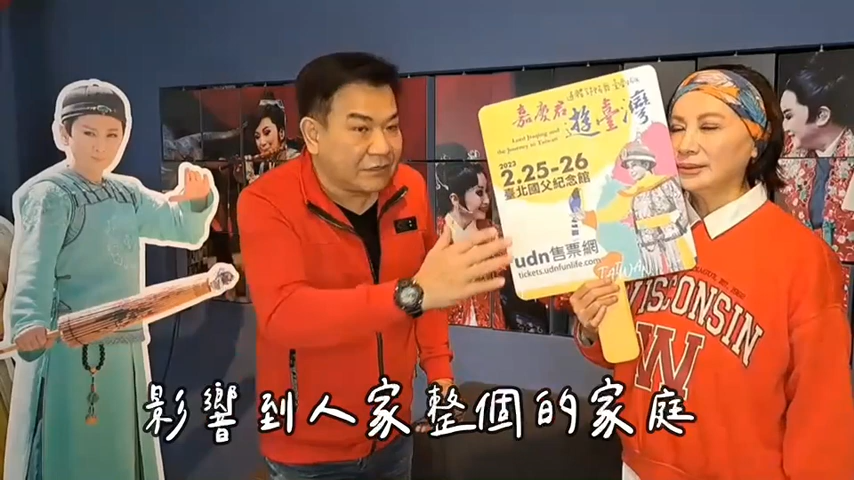 嘉慶君遊臺灣
Lord Jiaqing and
the Journey to Taiwan
2023
2.25-26
臺北國父紀念館
udn售票網
tickets.udnfunlife.com
TAIWAN
WISCONSIN
W
影響到人家整個的家庭